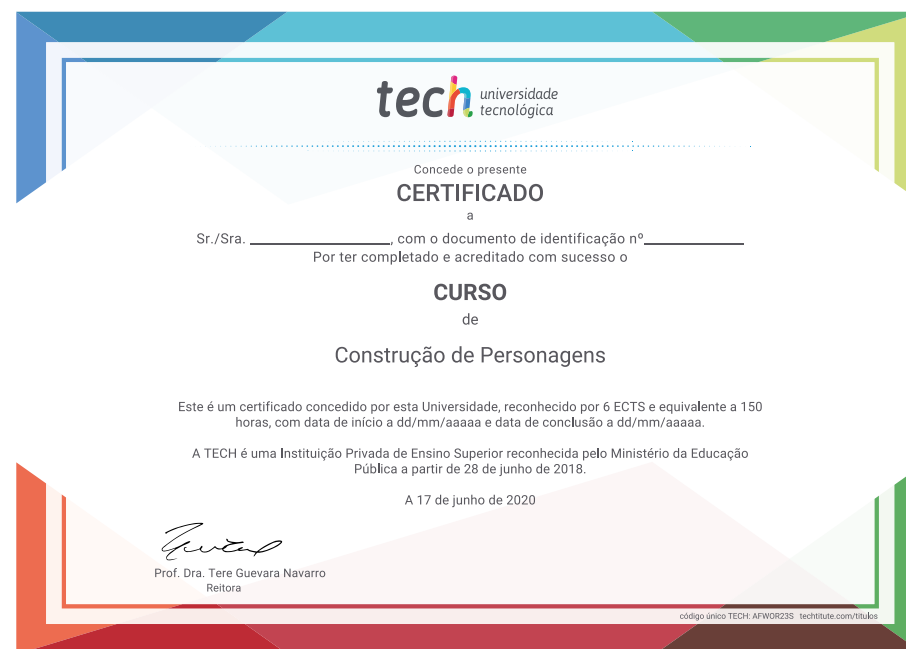 tech universidade
tecnológica
Concede o presente
CERTIFICADO
a
Sr./Sra. ____________________, com o documento de identificação nº______________
Por ter completado e acreditado com sucesso o
CURSO
de
Construção de Personagens
Este é um certificado concedido por esta Universidade, reconhecido por 6 ECTS e equivalente a 150
horas, com data de início a dd/mm/aaaaa e data de conclusão a dd/mm/aaaaa.
A TECH é uma Instituição Privada de Ensino Superior reconhecida pelo Ministério da Educação
Pública a partir de 28 de junho de 2018.
A 17 de junho de 2020
Prof. Dra. Tere Guevara Navarro
Reitora
código único TECH: AFWOR23S techtitute.com/titulos